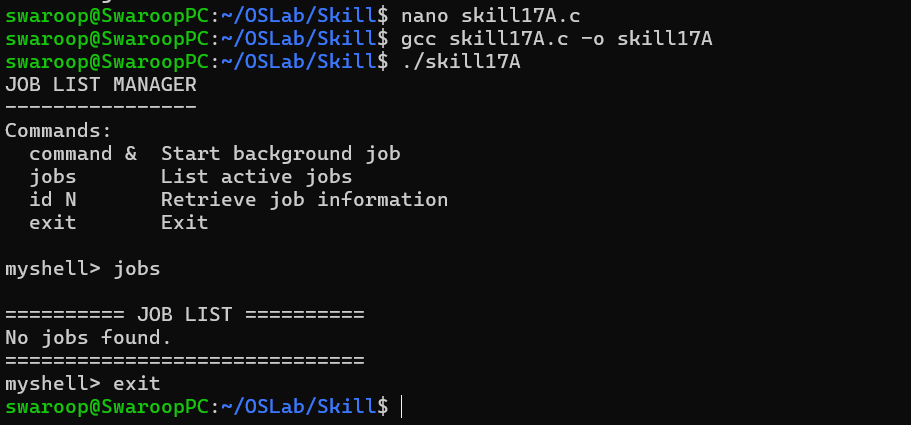 swaroop@SwaroopPC:~/OSLab/Skill$ nano skill17A.c
swaroop@SwaroopPC:~/OSLab/Skill$ gcc skill17A.c -o skill17A
swaroop@SwaroopPC:~/OSLab/Skill$ ./skill17A
JOB LIST MANAGER
----------------
Commands:
  command &  Start background job
  jobs       List active jobs
  id N       Retrieve job information
  exit       Exit

myshell> jobs

========== JOB LIST ==========
No jobs found.
==============================
myshell> exit
swaroop@SwaroopPC:~/OSLab/Skill$